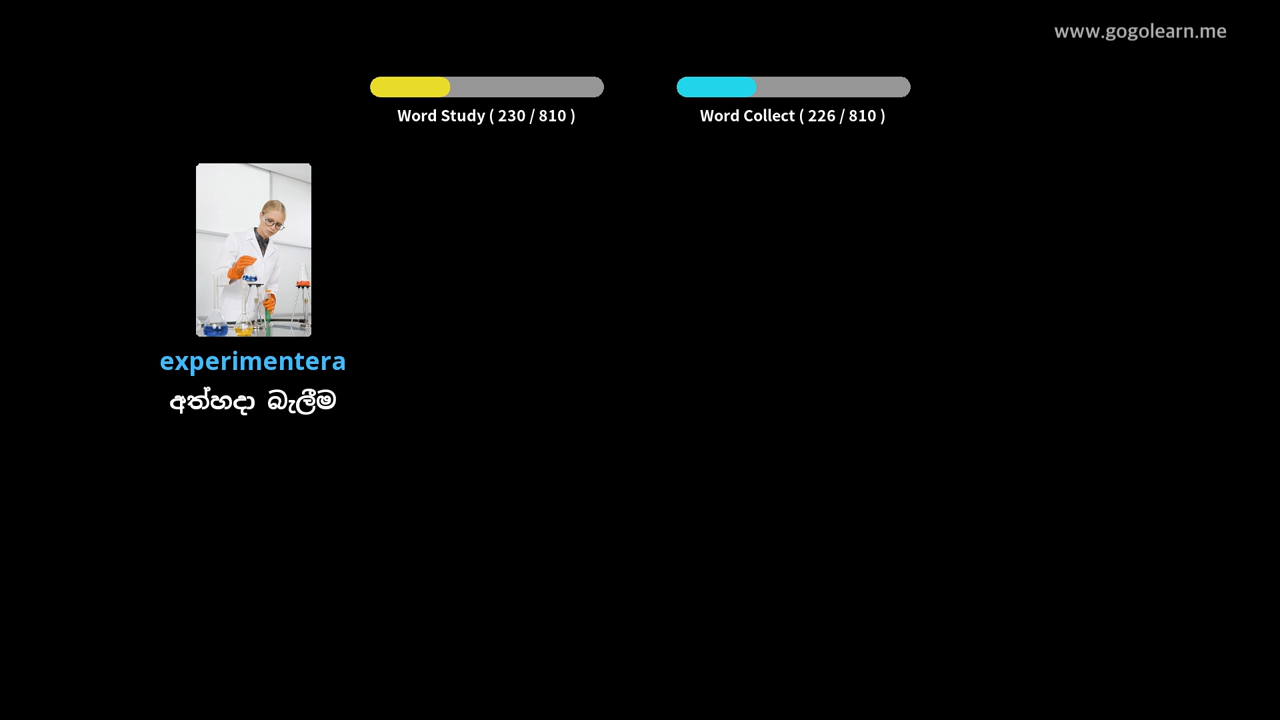 www.gogolearn.me
Word Study ( 230 / 810 )
Word Collect ( 226 / 810 )
experimentera
අත්හදා බැලීම